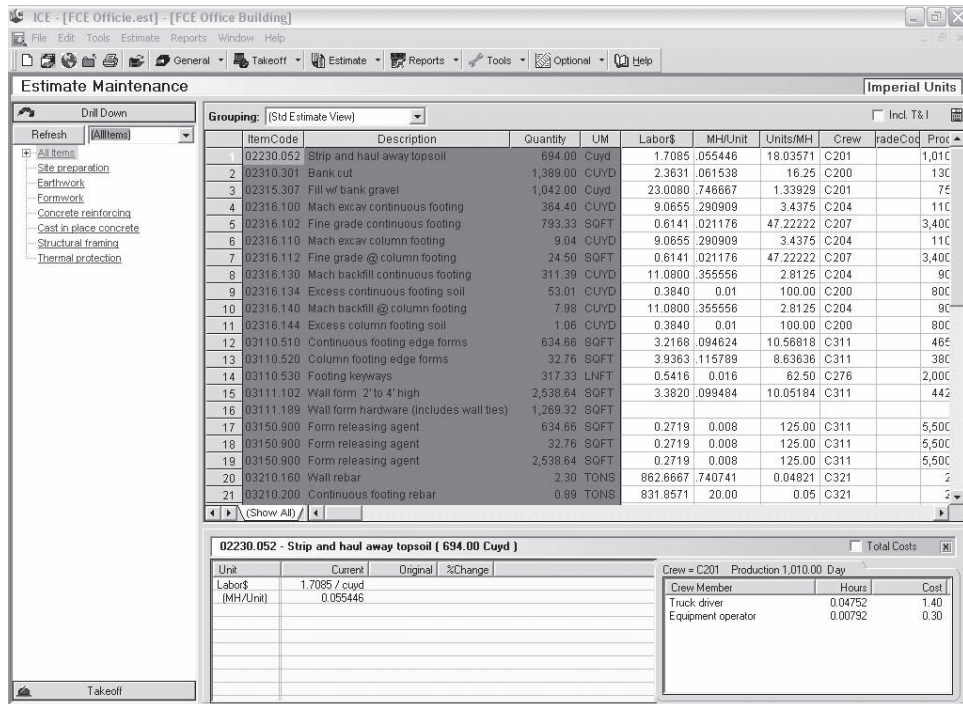 ICE - [FCE Officie.est] - [FCE Office Building]
File Edit Tools Estimate Reports Window Help
General Takeoff Estimate Reports Tools Optional Help
Estimate Maintenance Imperial Units
Drill Down
Refresh (AllItems)
All Items
Site preparation
Earthwork
Formwork
Concrete reinforcing
Cast in place concrete
Structural framing
Thermal protection
Takeoff
Grouping: (Std Estimate View) Incl. T& I
ItemCode Description Quantity UM Labor$ MH/Unit Units/MH Crew radeCod Prod
1 02230.052 Strip and haul away topsoil 694.00 Cuyd 1.7085 .055446 18.03571 C201 1,010
2 02310.301 Bank cut 1,389.00 CUYD 2.3631 .061538 16.25 C200 130
3 02315.307 Fill w/ bank gravel 1,042.00 Cuyd 23.0080 .746667 1.33929 C201 75
4 02316.100 Mach excav continuous footing 364.40 CUYD 9.0655 .290909 3.4375 C204 110
5 02316.102 Fine grade continuous footing 793.33 SQFT 0.6141 .021176 47.22222 C207 3,400
6 02316.110 Mach excav column footing 9.04 CUYD 9.0655 .290909 3.4375 C204 110
7 02316.112 Fine grade @ column footing 24.50 SQFT 0.6141 .021176 47.22222 C207 3,400
8 02316.130 Mach backfill continuous footing 311.39 CUYD 11.0800 .355556 2.8125 C204 90
9 02316.134 Excess continuous footing soil 53.01 CUYD 0.3840 0.01 100.00 C200 800
10 02316.140 Mach backfill @ column footing 7.98 CUYD 11.0800 .355556 2.8125 C204 90
11 02316.144 Excess column footing soil 1.06 CUYD 0.3840 0.01 100.00 C200 800
12 03110.510 Continuous footing edge forms 634.66 SQFT 3.2168 .094624 10.56818 C311 465
13 03110.520 Column footing edge forms 32.76 SQFT 3.9363 .115789 8.63636 C311 380
14 03110.530 Footing keyways 317.33 LNFT 0.5416 0.016 62.50 C276 2,000
15 03111.102 Wall form 2' to 4' high 2,538.64 SQFT 3.3820 .099484 10.05184 C311 442
16 03111.189 Wall form hardware (includes wall ties) 1,269.32 SQFT
17 03150.900 Form releasing agent 634.66 SQFT 0.2719 0.008 125.00 C311 5,500
18 03150.900 Form releasing agent 32.76 SQFT 0.2719 0.008 125.00 C311 5,500
19 03150.900 Form releasing agent 2,538.64 SQFT 0.2719 0.008 125.00 C311 5,500
20 03210.160 Wall rebar 2.30 TONS 862.6667 .740741 0.04821 C321
21 03210.200 Continuous footing rebar 0.89 TONS 831.8571 20.00 0.05 C321
(Show All)
02230.052 - Strip and haul away topsoil ( 694.00 Cuyd ) Total Costs
Unit Current Original %Change
Labor$ 1.7085 / cuyd
(MH/Unit) 0.055446
Crew = C201 Production 1,010.00 Day
Crew Member Hours Cost
Truck driver 0.04752 1.40
Equipment operator 0.00792 0.30